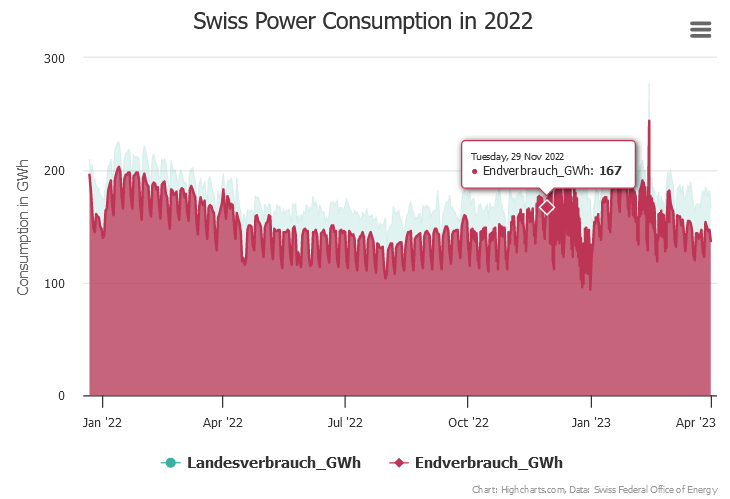 Swiss Power Consumption in 2022
Consumption in GWh
300
200
100
0
Tuesday, 29 Nov 2022
● Endverbrauch_GWh: 167
Jan '22 Apr '22 Jul '22 Oct '22 Jan '23 Apr '23
Landesverbrauch_GWh Endverbrauch_GWh
Chart: Highcharts.com, Data: Swiss Federal Office of Energy